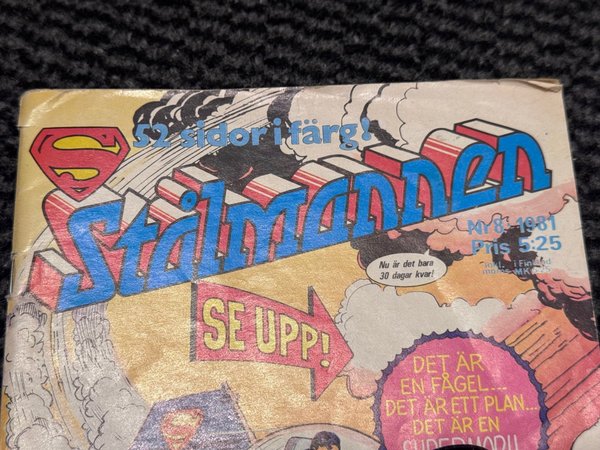 52 sidor i färg!
S
Stålmannen
Nr 8 1981
Pris 5:25
i Finland
Nu är det bara
30 dagar kvar!
SE UPP!
DET ÄR
EN FÅGEL...
DET ÄR ETT PLAN...
DET ÄR EN